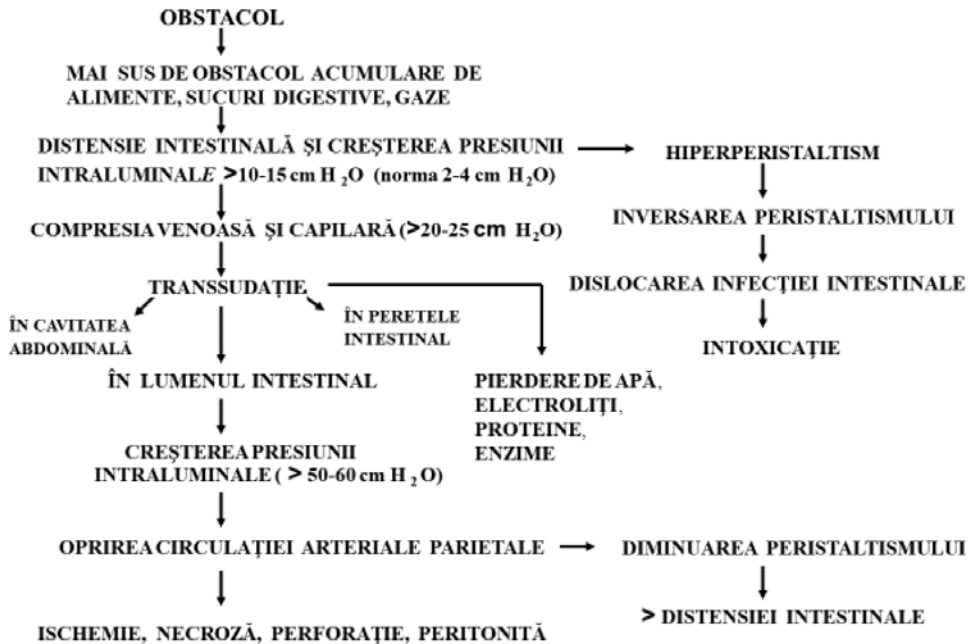 OBSTACOL
MAI SUS DE OBSTACOL ACUMULARE DE
ALIMENTE, SUCURI DIGESTIVE, GAZE
DISTENSIE INTESTINALĂ ŞI CREŞTEREA PRESIUNII
INTRALUMINALE >10-15 cm H₂O (norma 2-4 cm H₂O)
HIPERPERISTALTISM
COMPRESIA VENOASĂ ŞI CAPILARĂ (>20-25 cm H₂O)
INVERSAREA PERISTALTISMULUI
TRANSSUDAŢIE
DISLOCAREA INFECŢIEI INTESTINALE
ÎN CAVITATEA
ABDOMINALĂ
ÎN PERETELE
INTESTINAL
INTOXICAŢIE
ÎN LUMENUL INTESTINAL
PIERDERE DE APĂ,
ELECTROLIŢI,
PROTEINE,
ENZIME
CREŞTEREA PRESIUNII
INTRALUMINALE ( > 50-60 cm H₂O)
OPRIREA CIRCULAŢIEI ARTERIALE PARIETALE
DIMINUAREA PERISTALTISMULUI
> DISTENSIEI INTESTINALE
ISCHEMIE, NECROZĂ, PERFORAŢIE, PERITONITĂ